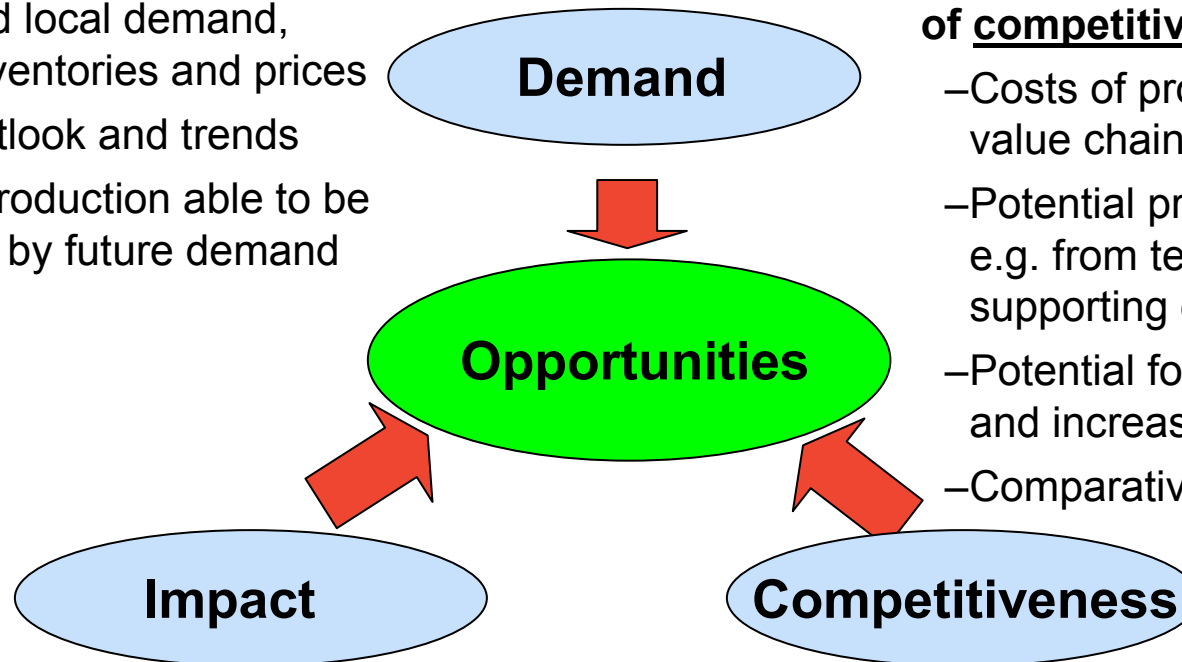 d local demand,
ventories and prices
tlook and trends
roduction able to be
by future demand
Demand
of competitiv
–Costs of pro
value chain
–Potential pr
e.g. from te
supporting
–Potential fo
and increas
–Comparativ
Opportunities
Impact
Competitiveness